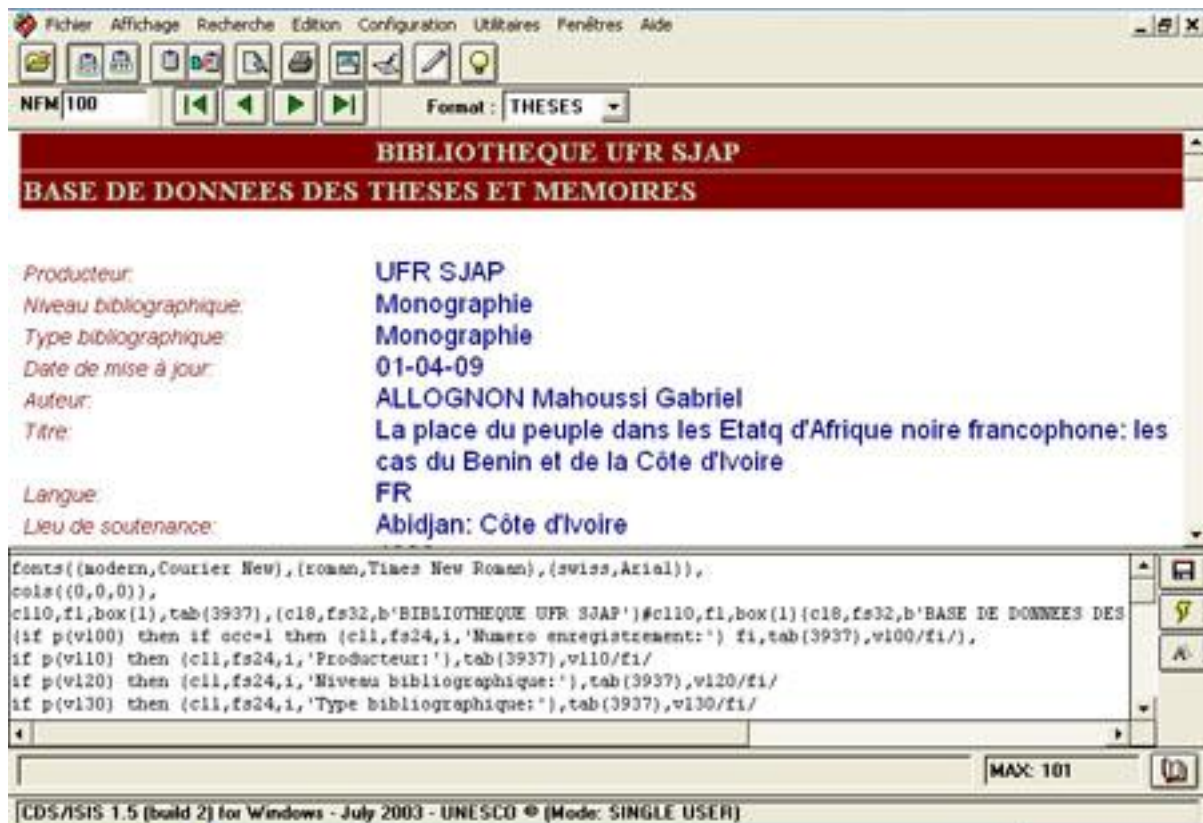 Fichier Affichage Recherche Edition Configuration Utilitaires Fenêtres Aide
NFM 100 Format : THESES
BIBLIOTHEQUE UFR SJAP
BASE DE DONNEES DES THESES ET MEMOIRES
Producteur: UFR SJAP
Niveau bibliographique: Monographie
Type bibliographique: Monographie
Date de mise à jour: 01-04-09
Auteur: ALLOGNON Mahoussi Gabriel
Titre: La place du peuple dans les Etatq d'Afrique noire francophone: les
cas du Benin et de la Côte d'Ivoire
Langue: FR
Lieu de soutenance: Abidjan: Côte d'Ivoire
fonts((modern,Courier New),(roman,Times New Roman),(swiss,Arial)),
cols((0,0,0)),
cl10,f1,box(1),tab(3937),(cl8,fs32,b'BIBLIOTHEQUE UFR SJAP')#cl10,f1,box(1){cl8,fs32,b'BASE DE DONNEES DES
(if p(v100) then if occ=1 then (cl1,fs24,i,'Numero enregistrement:') fi,tab(3937),v100/fi/),
if p(v110) then (cl1,fs24,i,'Producteur:'),tab(3937),v110/fi/
if p(v120) then (cl1,fs24,i,'Niveau bibliographique:'),tab(3937),v120/fi/
if p(v130) then (cl1,fs24,i,'Type bibliographique:'),tab(3937),v130/fi/
MAX: 101
CDS/ISIS 1.5 (build 2) for Windows - July 2003 - UNESCO © (Mode: SINGLE USER)